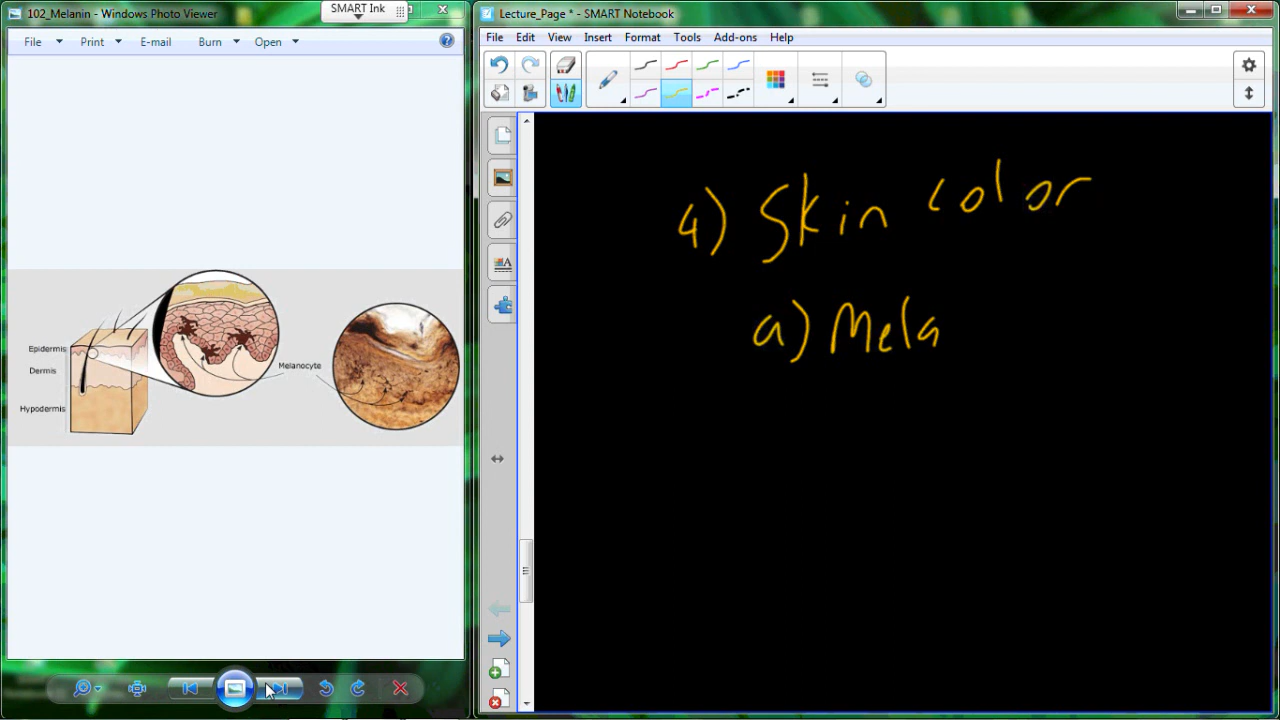 102_Melanin - Windows Photo Viewer
SMART Ink
File Print E-mail Burn Open
Epidermis
Dermis
Hypodermis
Melanocyte
Lecture_Page * - SMART Notebook
File Edit View Insert Format Tools Add-ons Help
4) Skin color
a) Mela